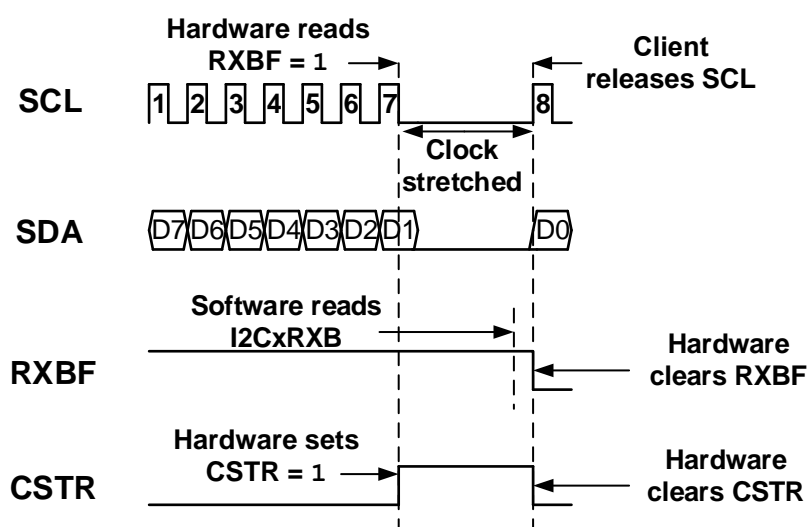 Hardware reads
RXBF = 1
Client
releases SCL
SCL
1 2 3 4 5 6 7 8
Clock
stretched
SDA
D7 D6 D5 D4 D3 D2 D1 D0
Software reads
I2CxRXB
RXBF
Hardware
clears RXBF
Hardware sets
CSTR = 1
CSTR
Hardware
clears CSTR